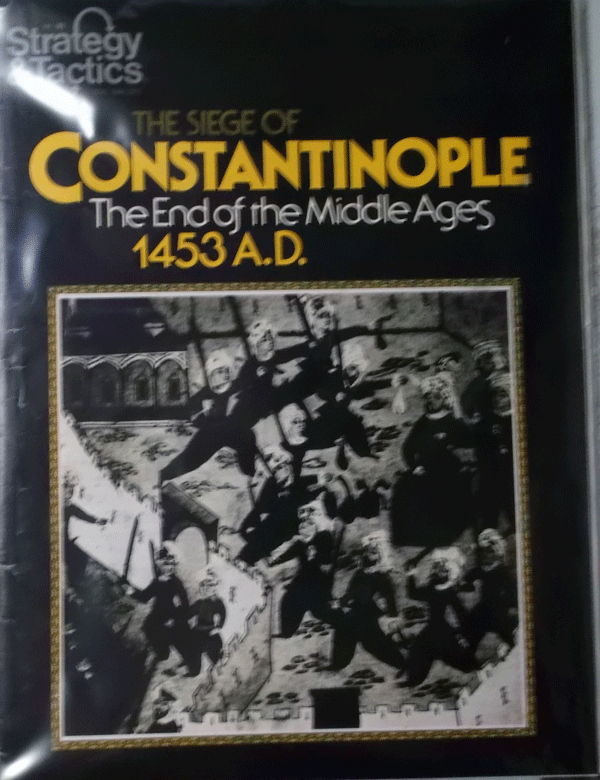 Strategy
& Tactics
THE SIEGE OF
CONSTANTINOPLE
The End of the Middle Ages
1453 A.D.